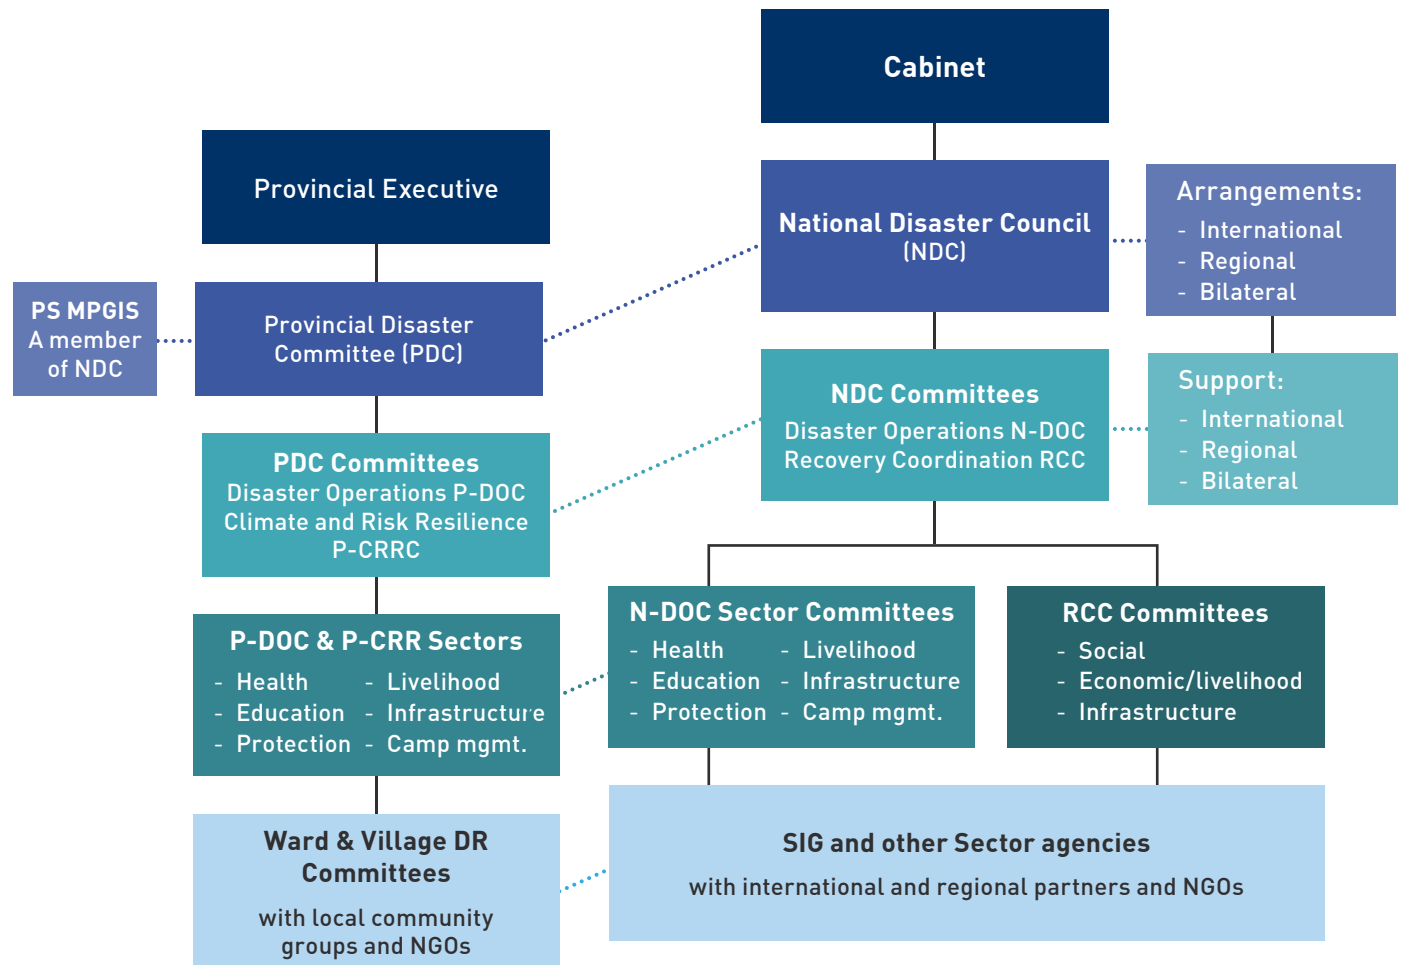 Cabinet
Provincial Executive
National Disaster Council
(NDC)
Arrangements:
- International
- Regional
- Bilateral
PS MPGIS
A member
of NDC
Provincial Disaster
Committee (PDC)
NDC Committees
Disaster Operations N-DOC
Recovery Coordination RCC
Support:
- International
- Regional
- Bilateral
PDC Committees
Disaster Operations P-DOC
Climate and Risk Resilience
P-CRRC
P-DOC & P-CRR Sectors
- Health - Livelihood
- Education - Infrastructure
- Protection - Camp mgmt.
N-DOC Sector Committees
- Health - Livelihood
- Education - Infrastructure
- Protection - Camp mgmt.
RCC Committees
- Social
- Economic/livelihood
- Infrastructure
Ward & Village DR
Committees
with local community
groups and NGOs
SIG and other Sector agencies
with international and regional partners and NGOs